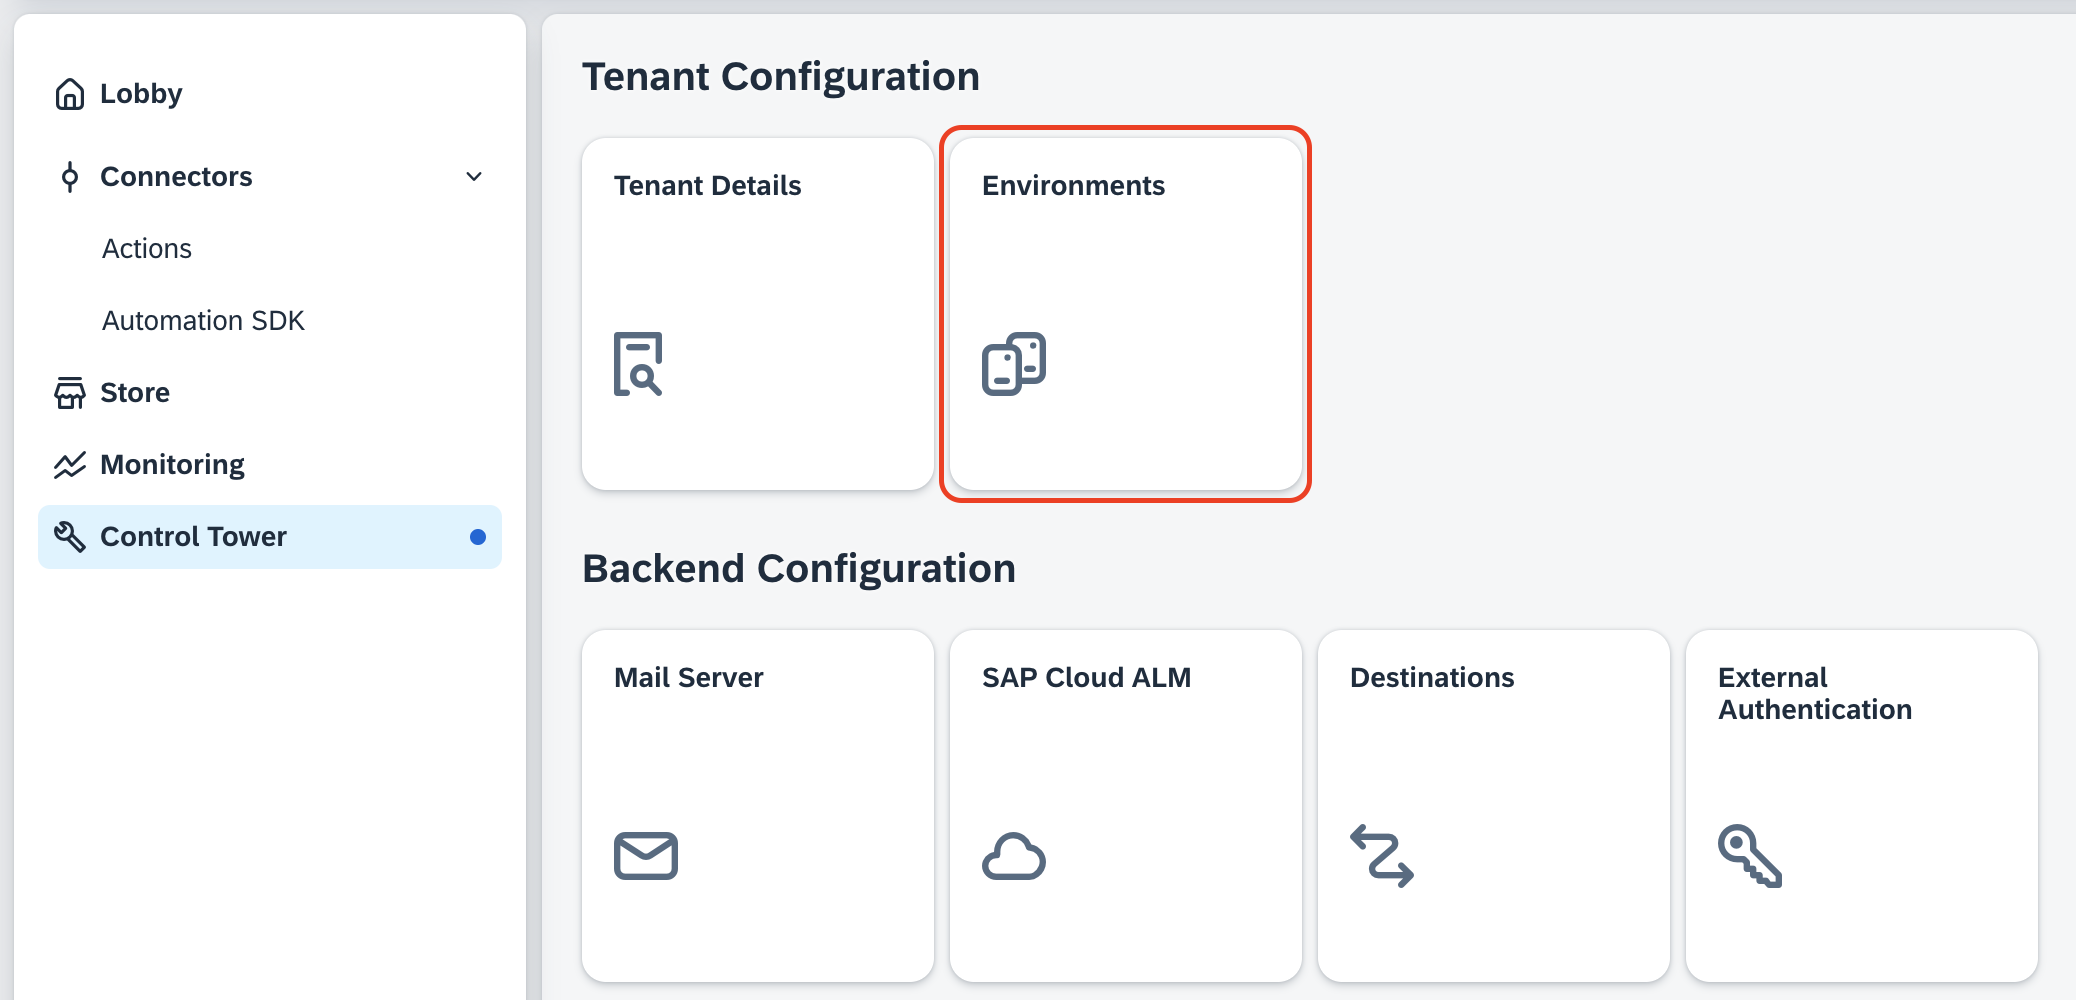 Lobby
Connectors
Actions
Automation SDK
Store
Monitoring
Control Tower
Tenant Configuration
Tenant Details
Environments
Backend Configuration
Mail Server
SAP Cloud ALM
Destinations
External
Authentication